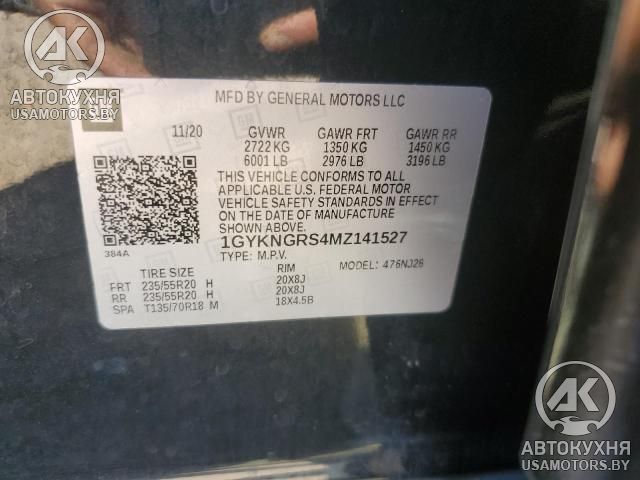 АК
АВТОКУХНЯ
USAMOTORS.BY
MFD BY GENERAL MOTORS LLC
11/20 GVWR GAWR FRT GAWR RR
2722 KG 1350 KG 1450 KG
6001 LB 2976 LB 3196 LB
THIS VEHICLE CONFORMS TO ALL
APPLICABLE U.S. FEDERAL MOTOR
VEHICLE SAFETY STANDARDS IN EFFECT
ON THE DATE OF MANUFACTURE
SHOWN ABOVE.
384A 1GYKNGRS4MZ141527
TYPE: M.P.V. MODEL: 476NJ26
TIRE SIZE RIM
FRT 235/55R20 H 20X8J
RR 235/55R20 H 20X8J
SPA T135/70R18 M 18X4.5B
АК
АВТОКУХНЯ
USAMOTORS.BY